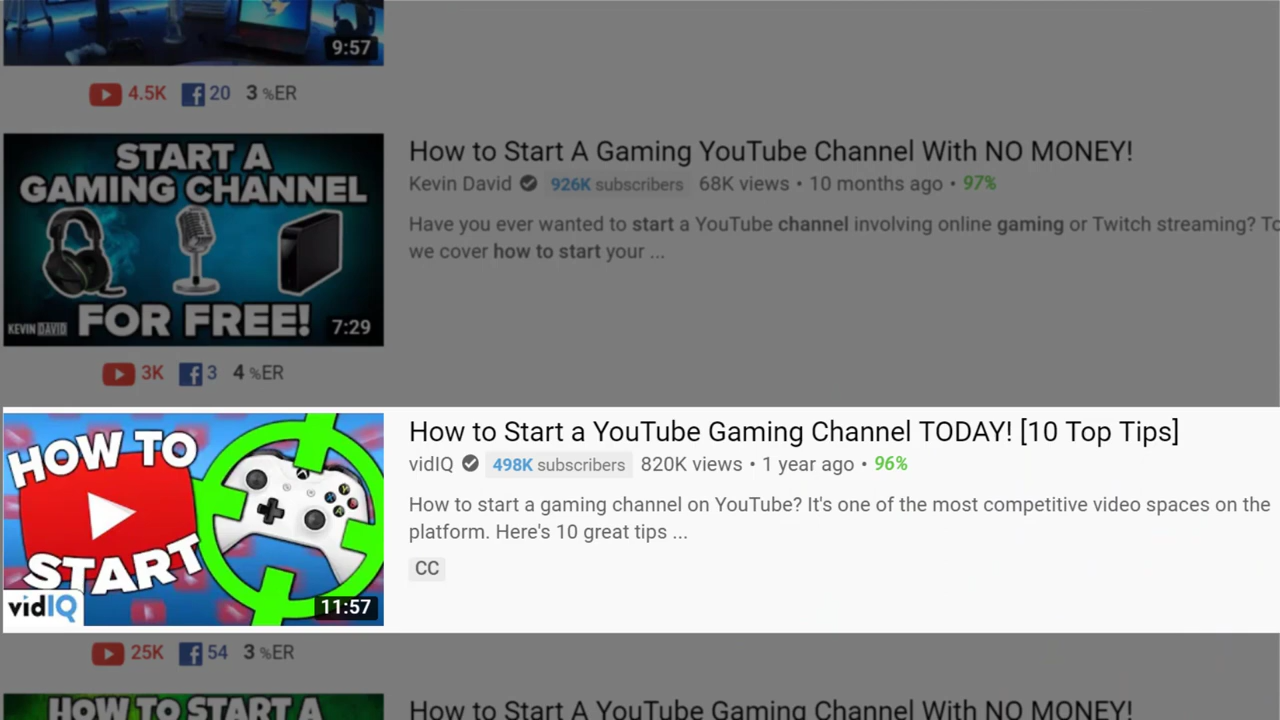 9:57
4.5K 20 3 %ER
START A
GAMING CHANNEL
FOR FREE!
KEVIN DAVID
7:29
How to Start A Gaming YouTube Channel With NO MONEY!
Kevin David 926K subscribers 68K views • 10 months ago • 97%
Have you ever wanted to start a YouTube channel involving online gaming or Twitch streaming?
we cover how to start your ...
3K 3 4 %ER
HOW TO
START
vidIQ
11:57
How to Start a YouTube Gaming Channel TODAY! [10 Top Tips]
vidIQ 498K subscribers 820K views • 1 year ago • 96%
How to start a gaming channel on YouTube? It's one of the most competitive video spaces on the
platform. Here's 10 great tips ...
CC
25K 54 3 %ER
HOW TO START A
How to Start A YouTube Gaming Channel With NO MONEY!